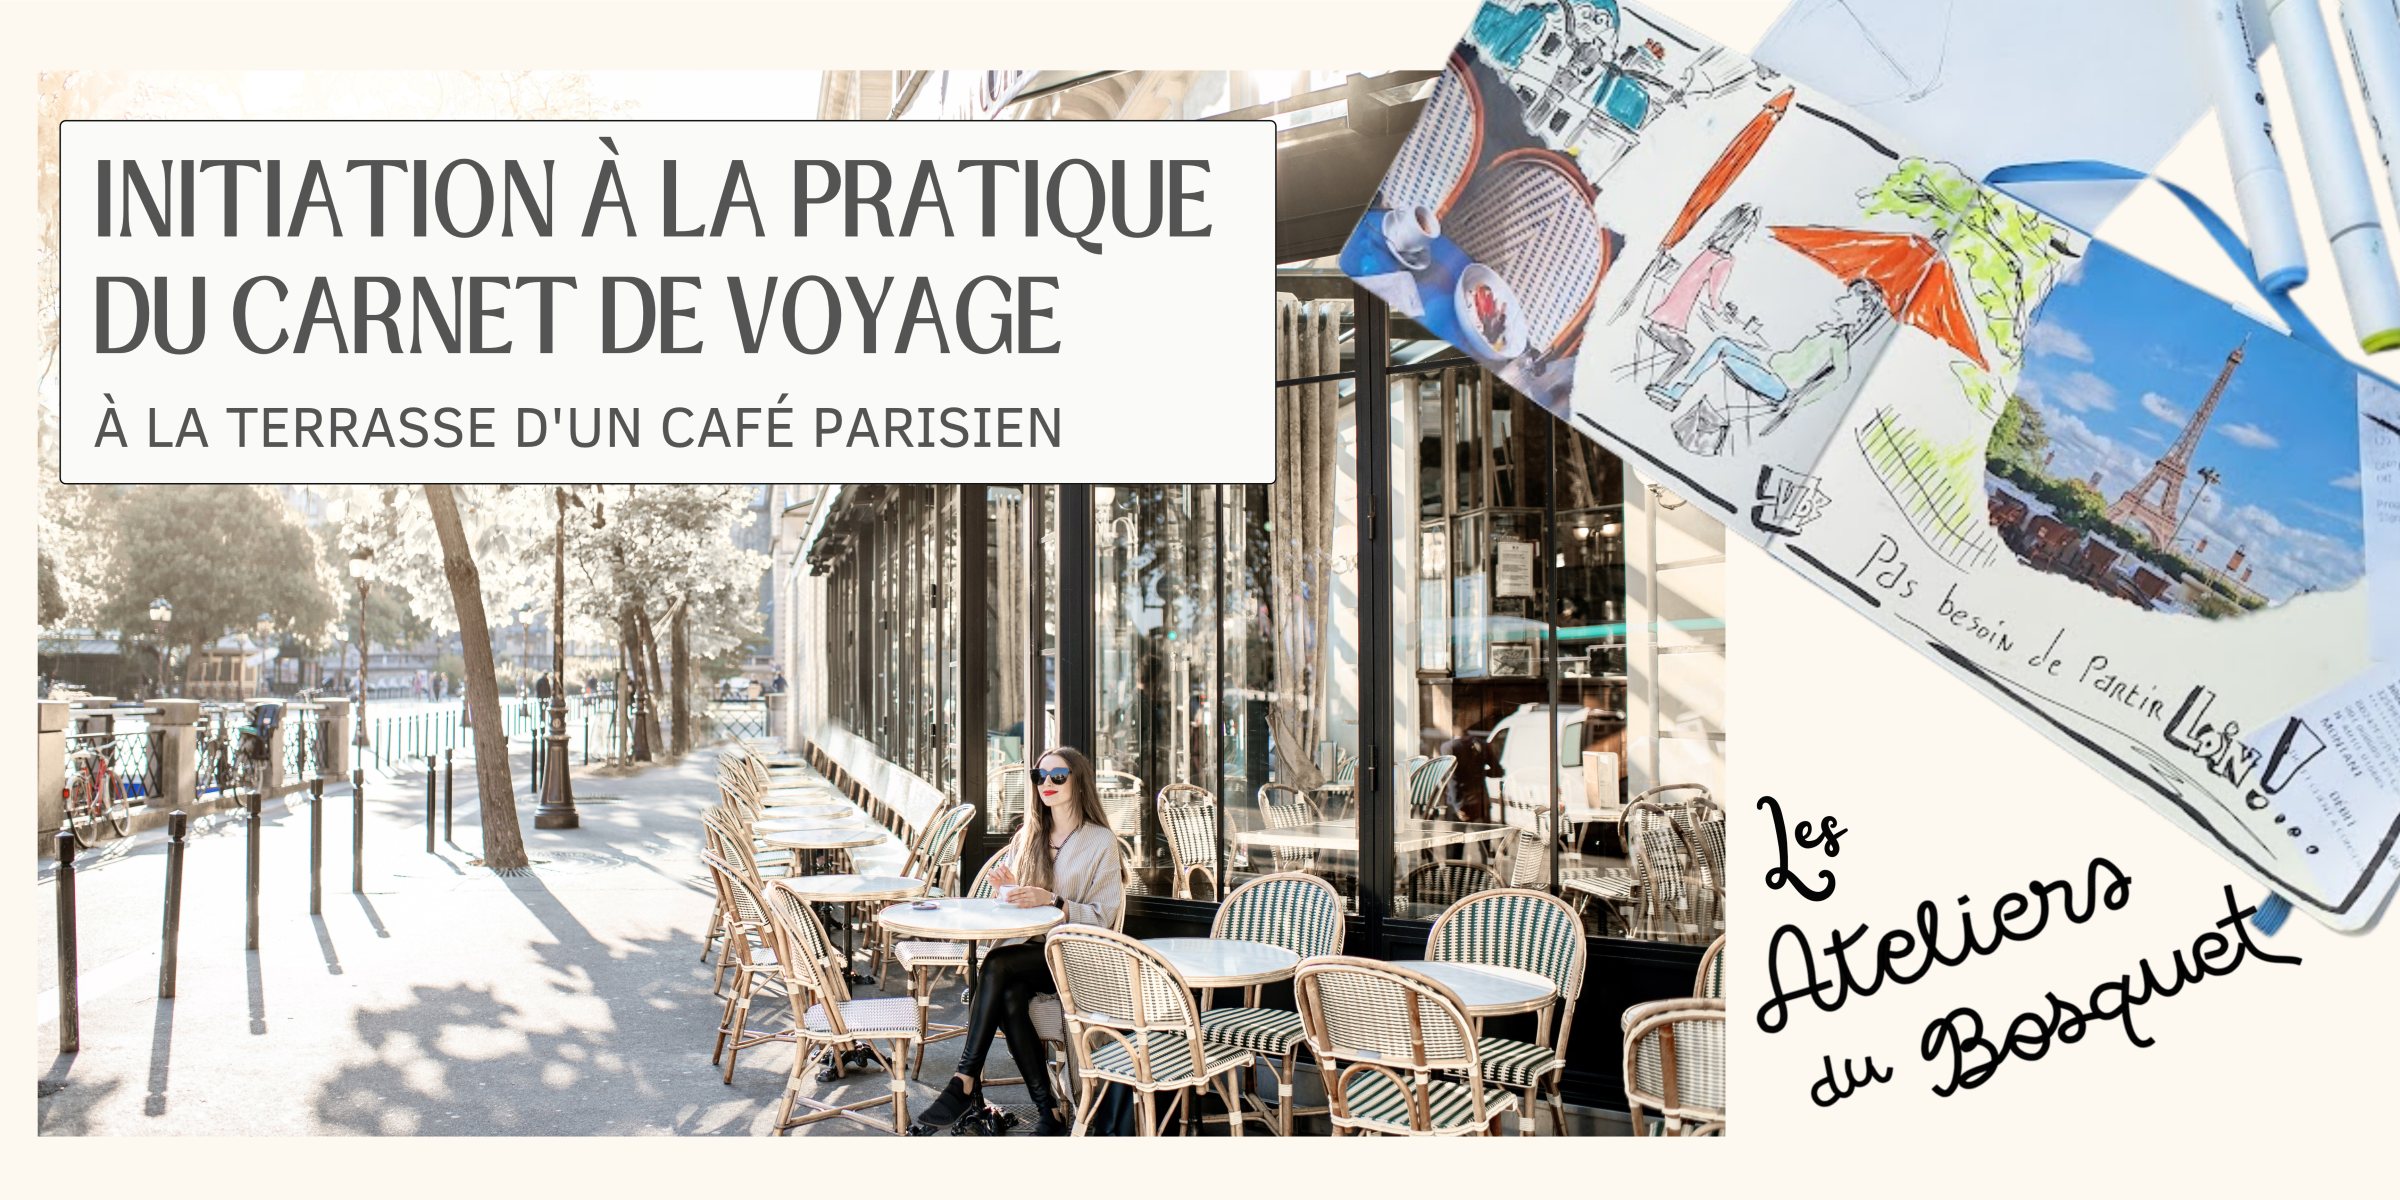 INITIATION À LA PRATIQUE
DU CARNET DE VOYAGE
À LA TERRASSE D'UN CAFÉ PARISIEN
Pas besoin de Partir Loin!...
Les
Ateliers
du Bosquet